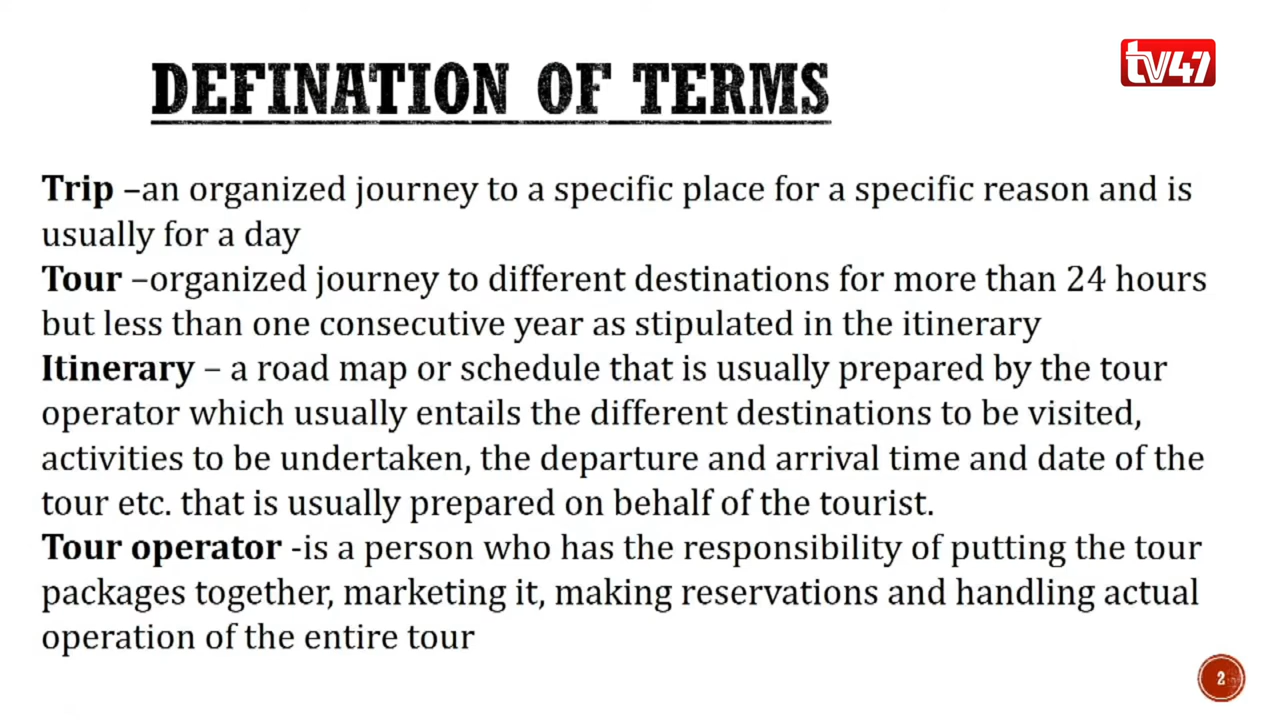 tv47
DEFINATION OF TERMS
Trip –an organized journey to a specific place for a specific reason and is
usually for a day
Tour –organized journey to different destinations for more than 24 hours
but less than one consecutive year as stipulated in the itinerary
Itinerary – a road map or schedule that is usually prepared by the tour
operator which usually entails the different destinations to be visited,
activities to be undertaken, the departure and arrival time and date of the
tour etc. that is usually prepared on behalf of the tourist.
Tour operator -is a person who has the responsibility of putting the tour
packages together, marketing it, making reservations and handling actual
operation of the entire tour
2